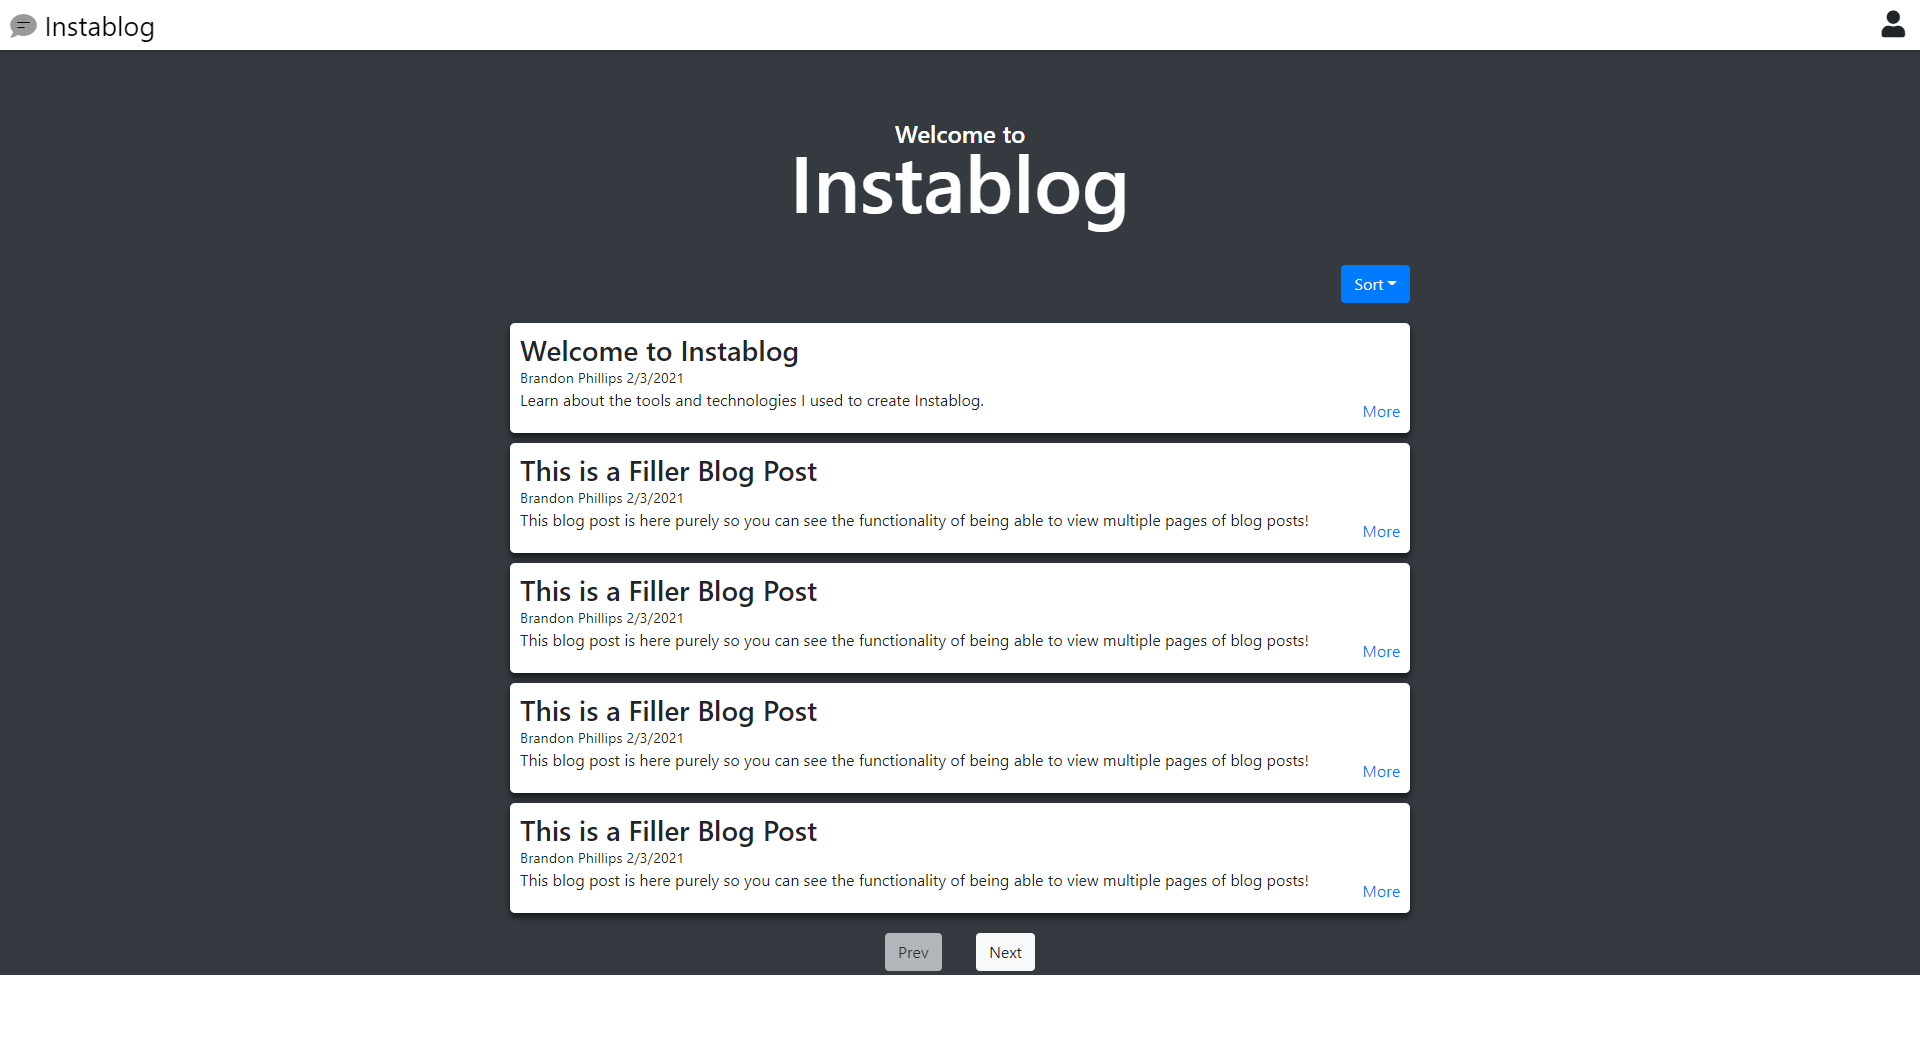 Instablog
Welcome to
Instablog
Sort
Welcome to Instablog
Brandon Phillips 2/3/2021
Learn about the tools and technologies I used to create Instablog.
More
This is a Filler Blog Post
Brandon Phillips 2/3/2021
This blog post is here purely so you can see the functionality of being able to view multiple pages of blog posts!
More
This is a Filler Blog Post
Brandon Phillips 2/3/2021
This blog post is here purely so you can see the functionality of being able to view multiple pages of blog posts!
More
This is a Filler Blog Post
Brandon Phillips 2/3/2021
This blog post is here purely so you can see the functionality of being able to view multiple pages of blog posts!
More
This is a Filler Blog Post
Brandon Phillips 2/3/2021
This blog post is here purely so you can see the functionality of being able to view multiple pages of blog posts!
More
Prev Next